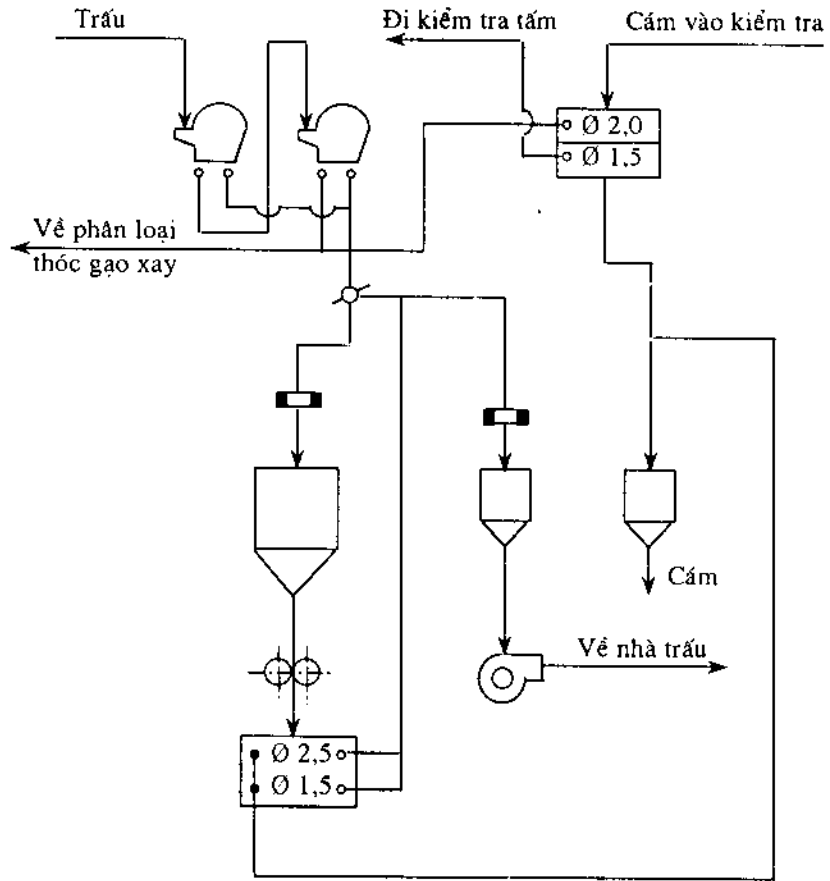 Trấu
Đi kiểm tra tấm
Cám vào kiểm tra
Ø 2,0
Ø 1,5
Về phân loại
thóc gạo xay
Cám
Về nhà trấu
Ø 2,5
Ø 1,5